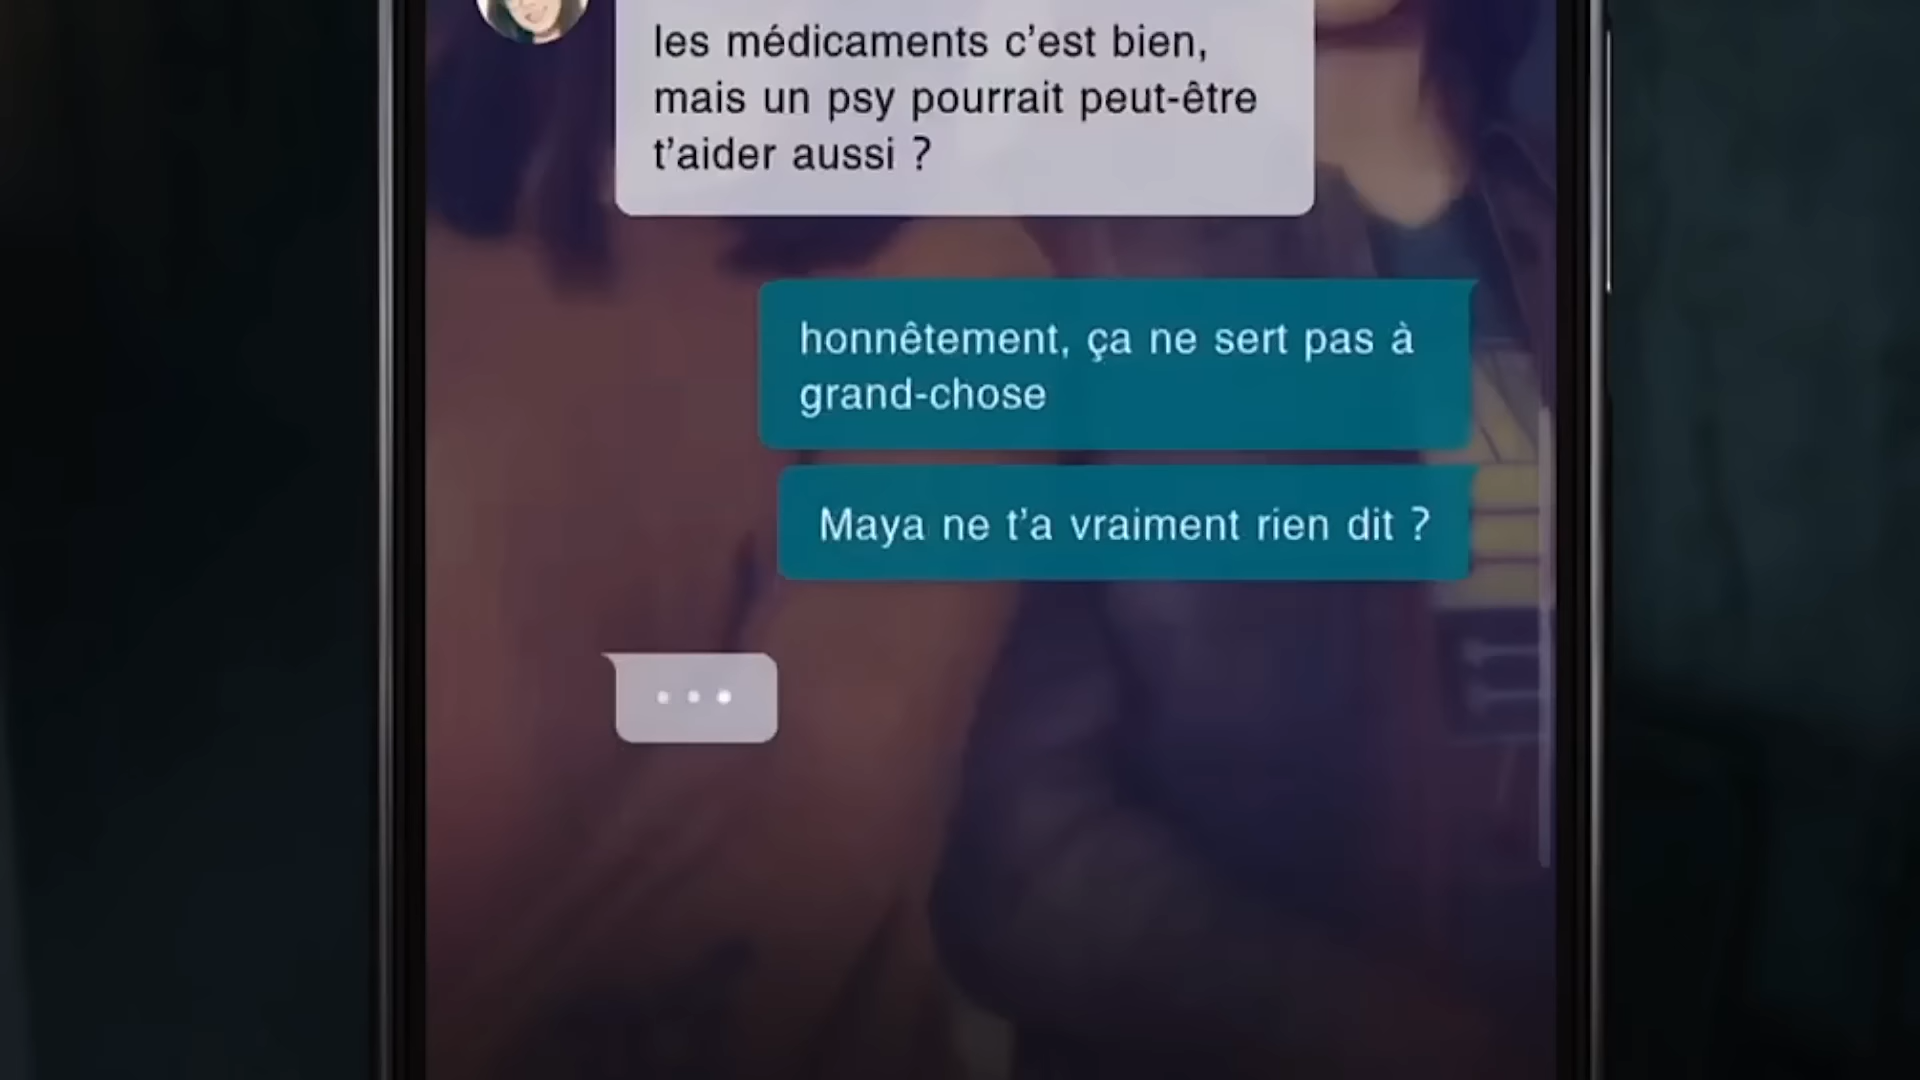 les médicaments c’est bien,
mais un psy pourrait peut-être
t’aider aussi ?
honnêtement, ça ne sert pas à
grand-chose
Maya ne t’a vraiment rien dit ?